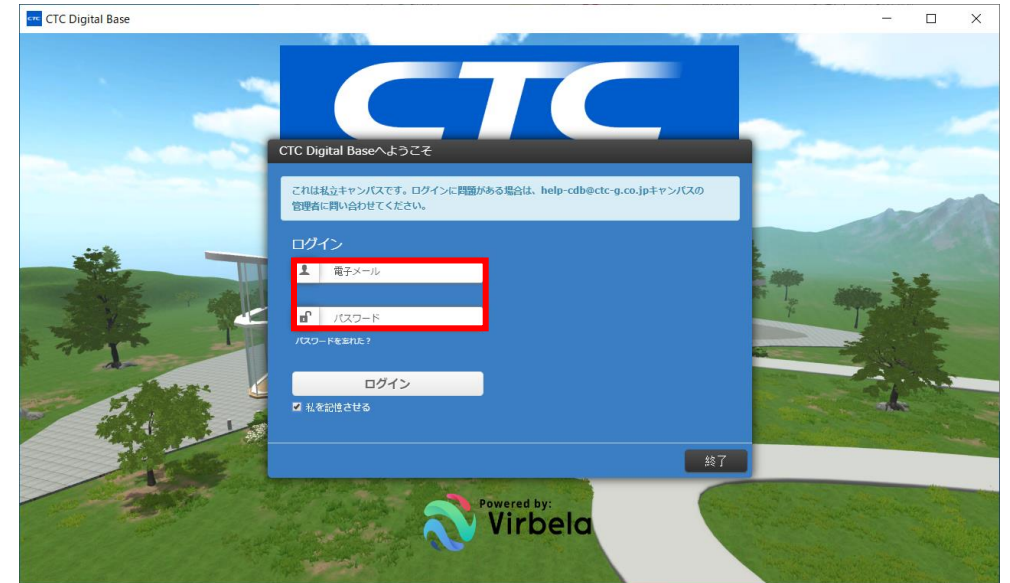 CTC CTC Digital Base
CTC
CTC Digital Baseへようこそ
これは私立キャンパスです。ログインに問題がある場合は、help-cdb@ctc-g.co.jpキャンパスの
管理者に問い合わせてください。
ログイン
電子メール
パスワード
パスワードを忘れた？
ログイン
私を記憶させる
終了
Powered by:
Virbela